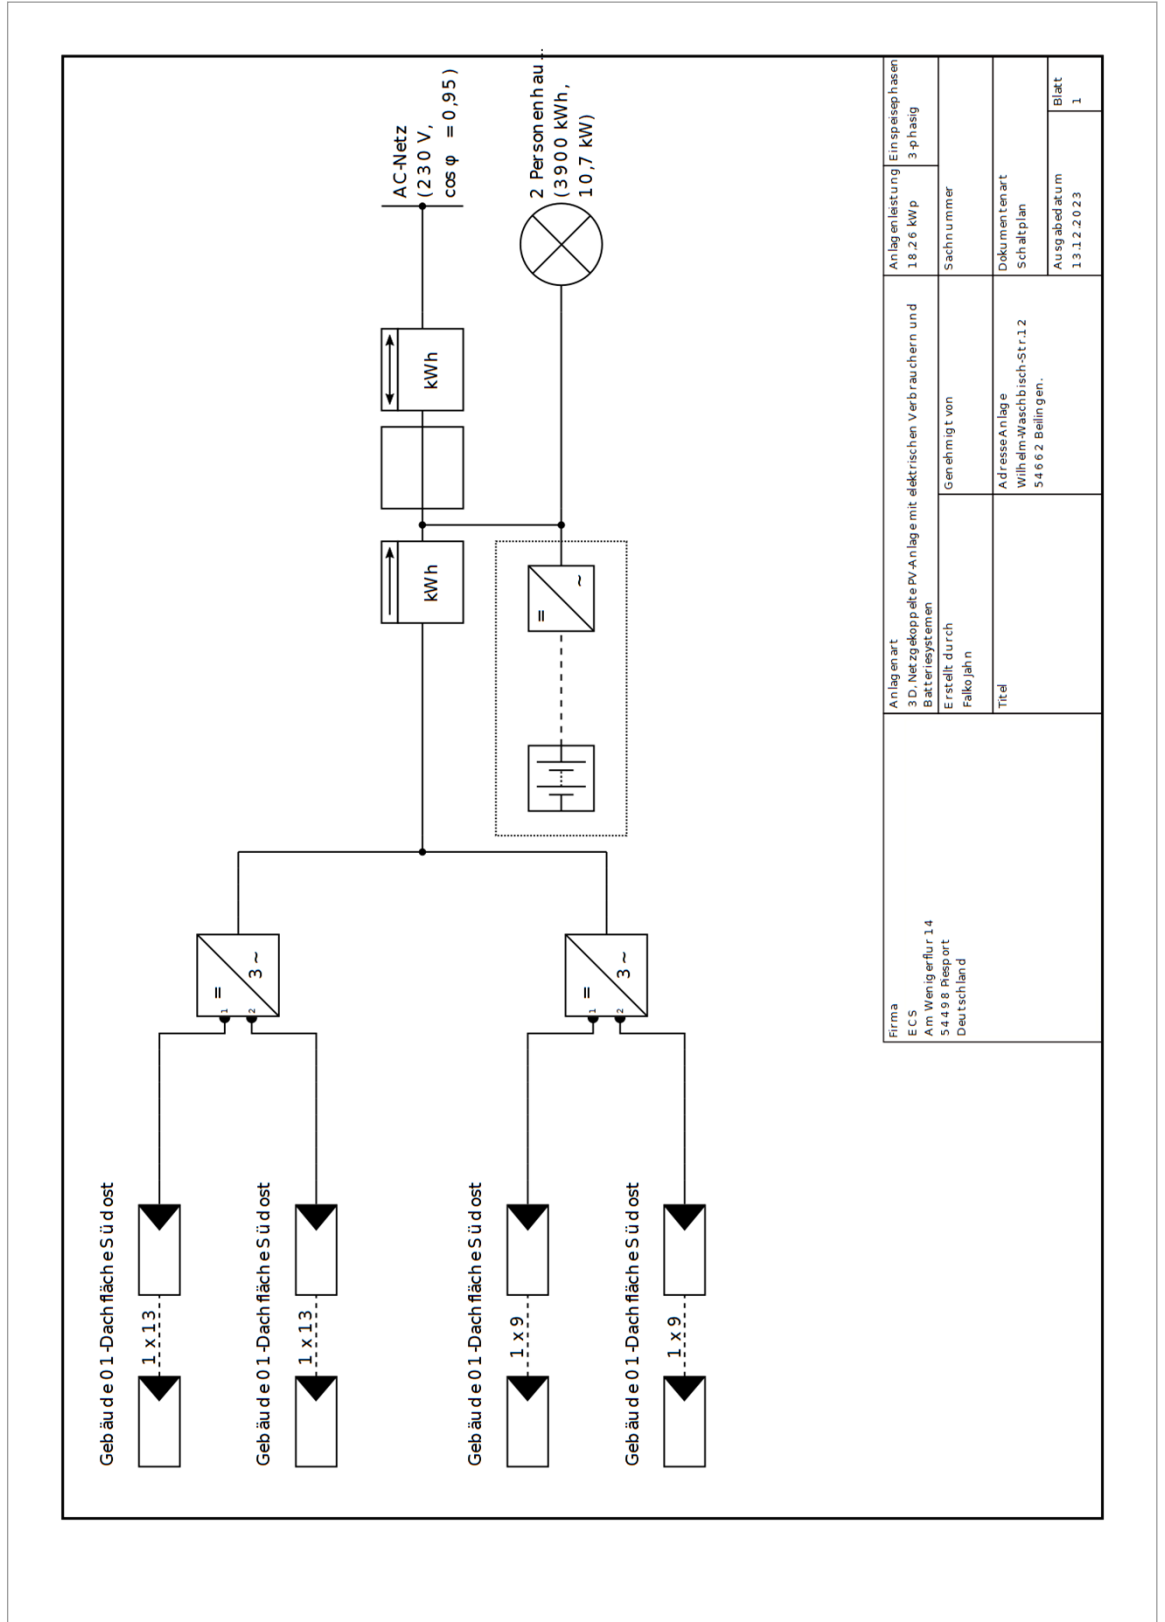 Gebäude 01-Dachfläche Südost
1 x 13
Gebäude 01-Dachfläche Südost
1 x 13
Gebäude 01-Dachfläche Südost
1 x 9
Gebäude 01-Dachfläche Südost
1 x 9
=
3 ~
1
2
=
3 ~
1
2
kWh
kWh
=
~
AC-Netz
(230 V,
cos φ = 0,95)
2 Personenhau ...
(3900 kWh,
10,7 kW)
Firma
ECS
Am Wenigerflur 14
54498 Piesport
Deutschland
Anlagenart
3D, Netzgekoppelte PV-Anlage mit elektrischen Verbrauchern und
Batteriesystemen
Anlagenleistung
18.26 kWp
Einspeisephasen
3-phasig
Erstellt durch
Falko Jahn
Genehmigt von
Sachnummer
Titel
Adresse Anlage
Wilhelm-Waschbisch-Str.12
54662 Beilingen.
Dokumentenart
Schaltplan
Ausgabedatum
13.12.2023
Blatt
1